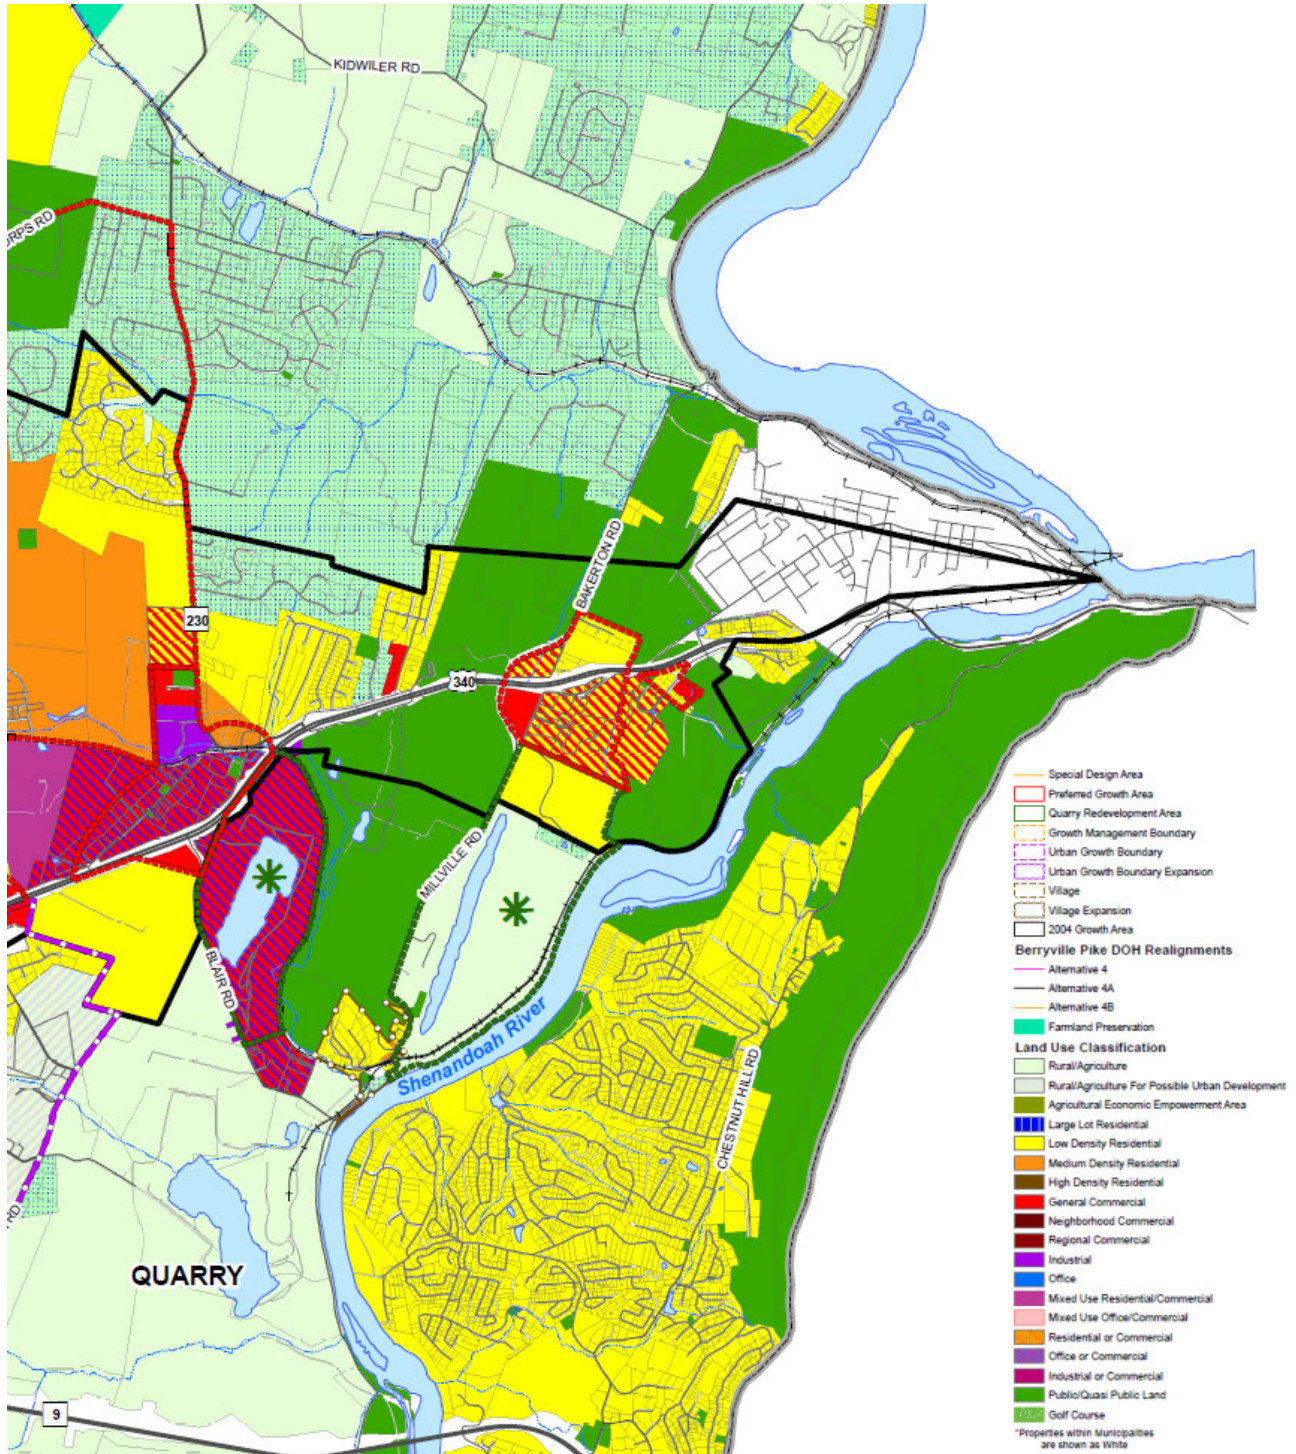 KIDWILER RD
ORPS RD
BAKERTON RD
230
340
MILLVILLE RD
BLAIR RD
Shenandoah River
CHESTNUT HILL RD
RD
QUARRY
9
Special Design Area
Preferred Growth Area
Quarry Redevelopment Area
Growth Management Boundary
Urban Growth Boundary
Urban Growth Boundary Expansion
Village
Village Expansion
2004 Growth Area
Berryville Pike DOH Realignments
Alternative 4
Alternative 4A
Alternative 4B
Farmland Preservation
Land Use Classification
Rural/Agriculture
Rural/Agriculture For Possible Urban Development
Agricultural Economic Empowerment Area
Large Lot Residential
Low Density Residential
Medium Density Residential
High Density Residential
General Commercial
Neighborhood Commercial
Regional Commercial
Industrial
Office
Mixed Use Residential/Commercial
Mixed Use Office/Commercial
Residential or Commercial
Office or Commercial
Industrial or Commercial
Public/Quasi Public Land
Golf Course
*Properties within Municipalities
are shown as White